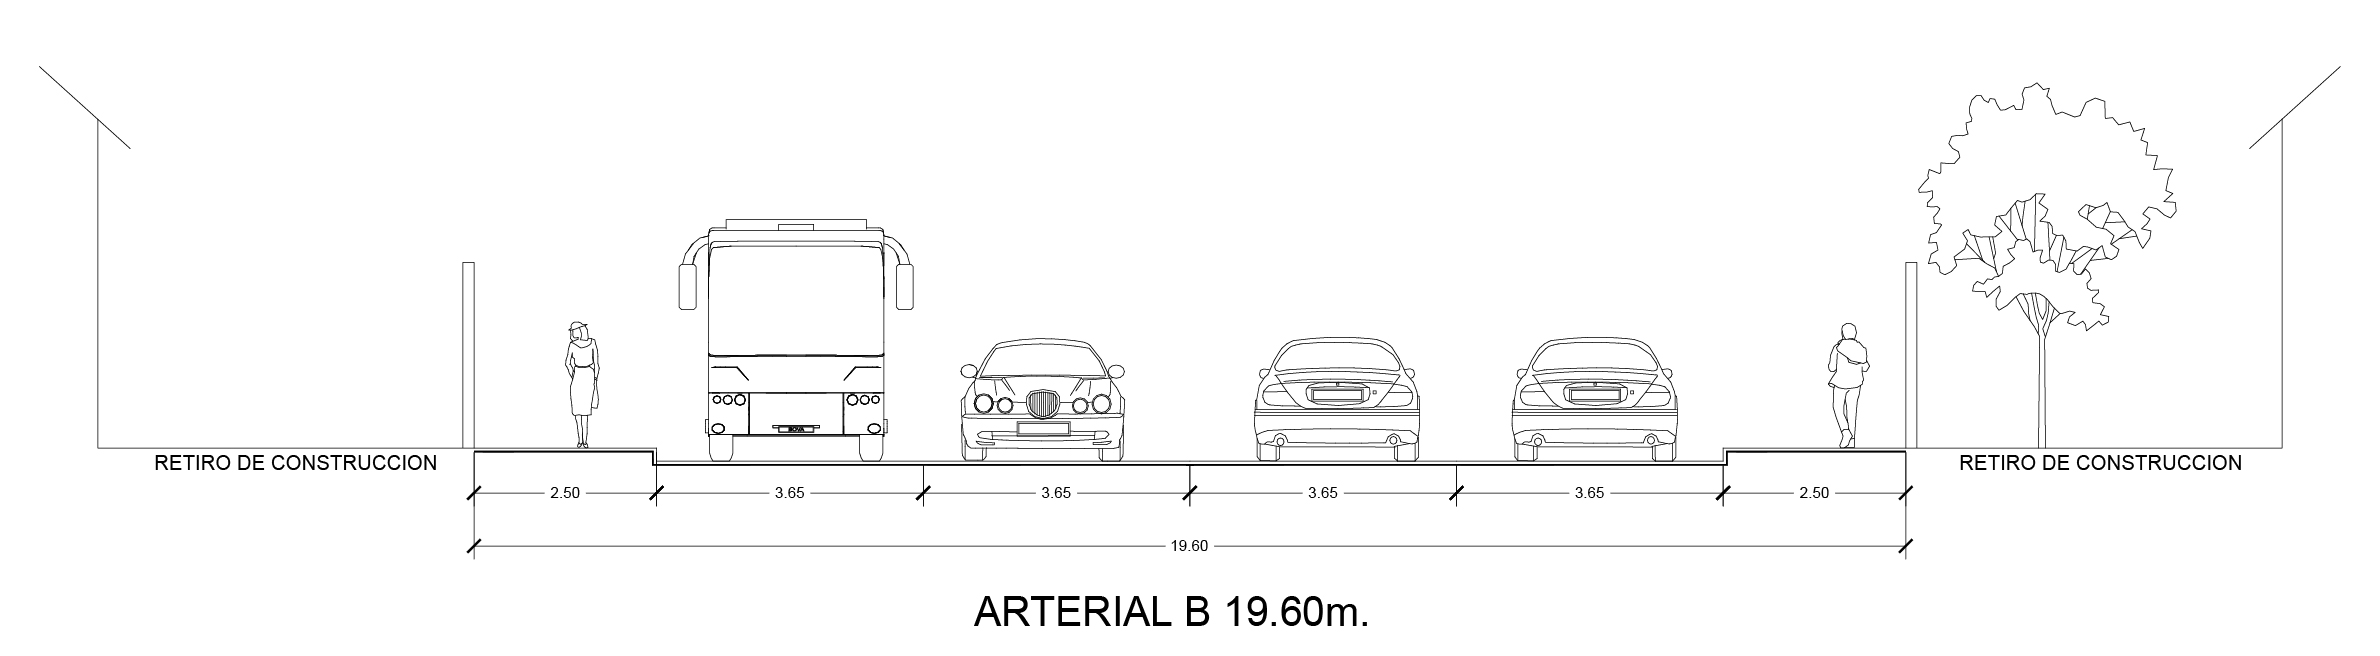 BOVA
RETIRO DE CONSTRUCCION
RETIRO DE CONSTRUCCION
2.50
3.65
3.65
3.65
3.65
2.50
19.60
ARTERIAL B 19.60m.